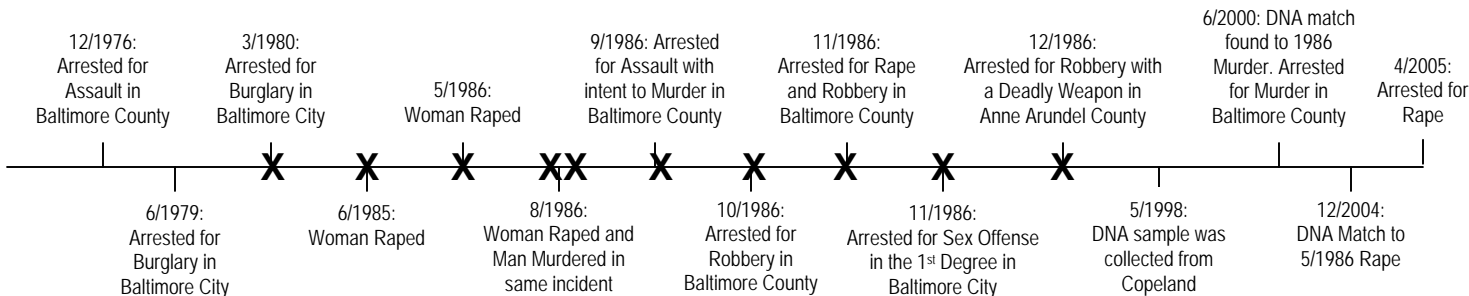 12/1976:
Arrested for
Assault in
Baltimore County
3/1980:
Arrested for
Burglary in
Baltimore City
5/1986:
Woman Raped
9/1986: Arrested
for Assault with
intent to Murder in
Baltimore County
11/1986:
Arrested for Rape
and Robbery in
Baltimore County
12/1986:
Arrested for Robbery with
a Deadly Weapon in
Anne Arundel County
6/2000: DNA match
found to 1986
Murder. Arrested
for Murder in
Baltimore County
4/2005:
Arrested for
Rape
X X X X X X X X X X
6/1979:
Arrested for
Burglary in
Baltimore City
6/1985:
Woman Raped
8/1986:
Woman Raped and
Man Murdered in
same incident
10/1986:
Arrested for
Robbery in
Baltimore County
11/1986:
Arrested for Sex Offense
in the 1st Degree in
Baltimore City
5/1998:
DNA sample was
collected from
Copeland
12/2004:
DNA Match to
5/1986 Rape